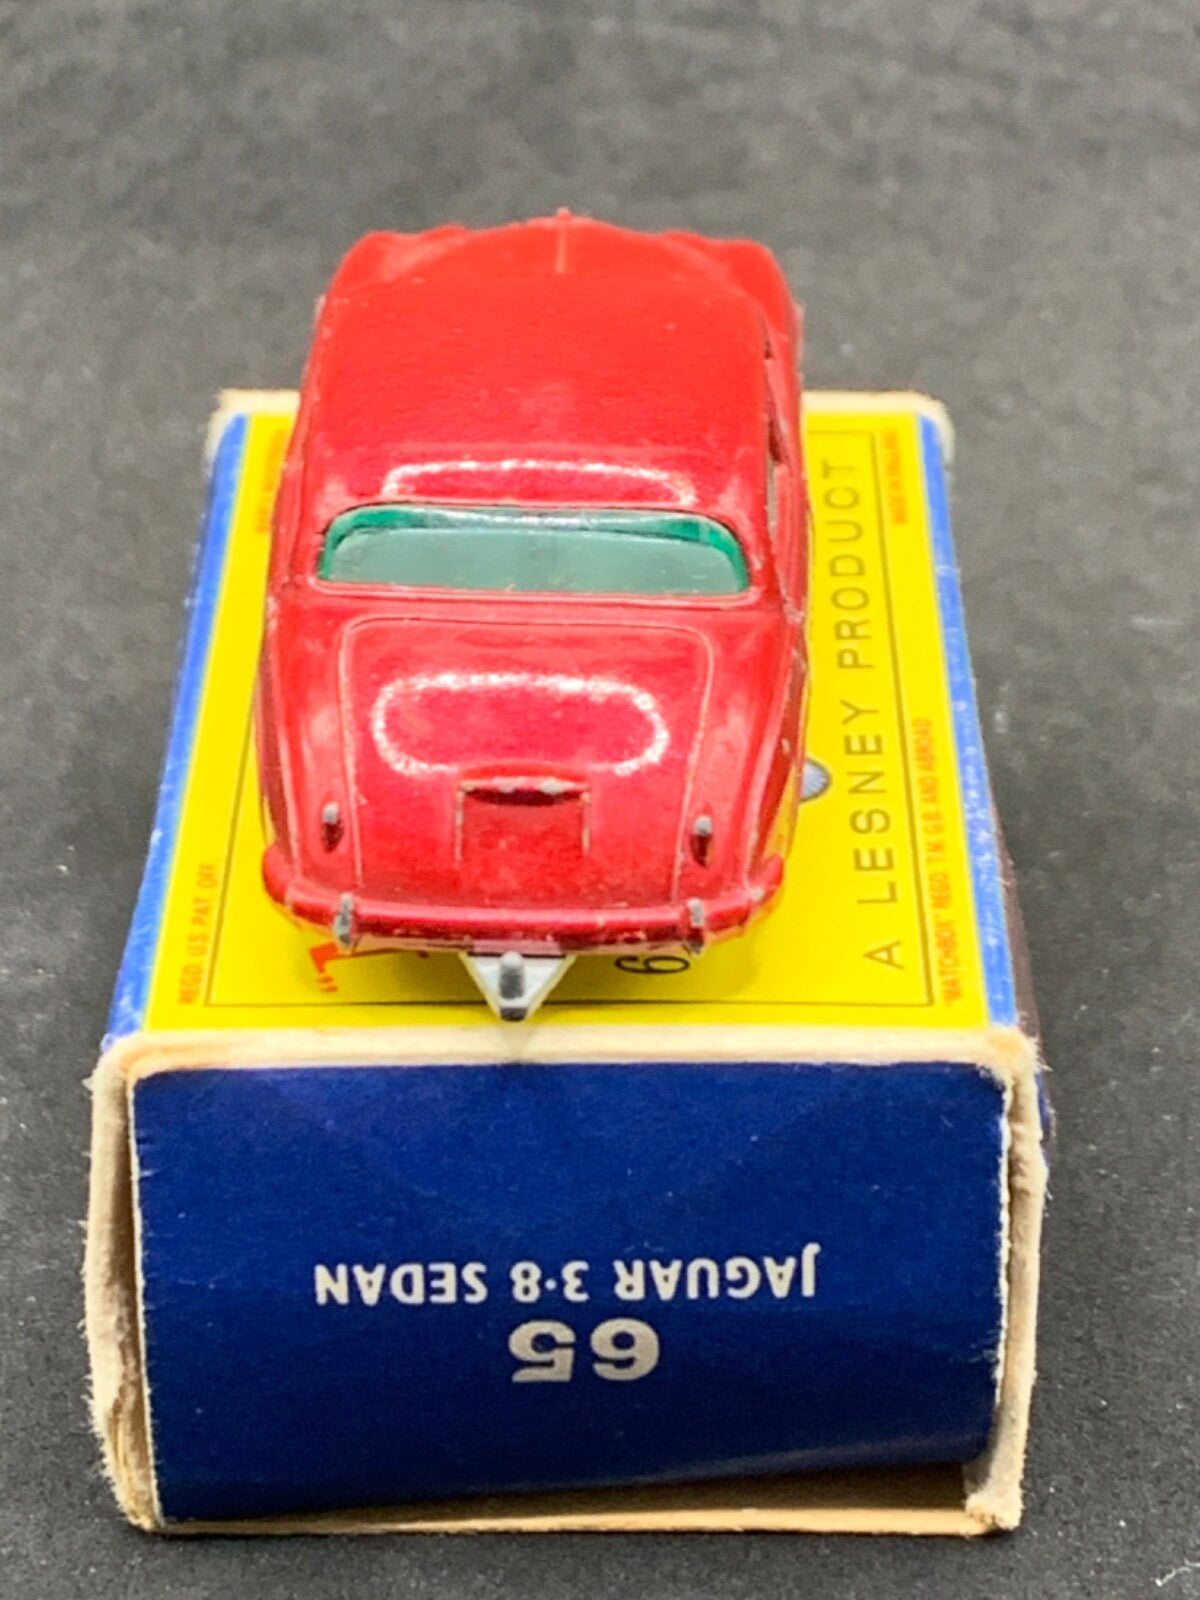 A LESNEY PRODUCT
"MATCHBOX" REGD. T.M. G.B. AND ABROAD
REGD. U.S. PAT. OFF.
65
JAGUAR 3·8 SEDAN